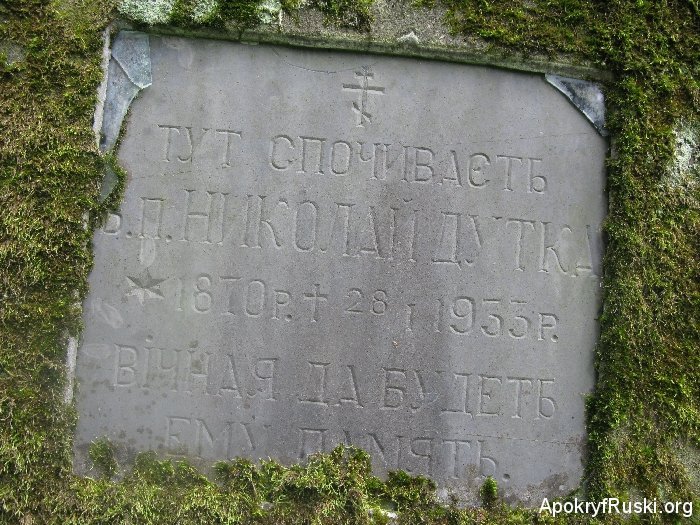 ТУТ СПОЧИВАЄТЬ
Б.П. НИКОЛАЙ ДУТКА
1870 р. † 28 І 1933 р.
ВІЧНАЯ ДА БУДЕТЬ
ЕМУ ПАМЯТЬ.
ApokryfRuski.org